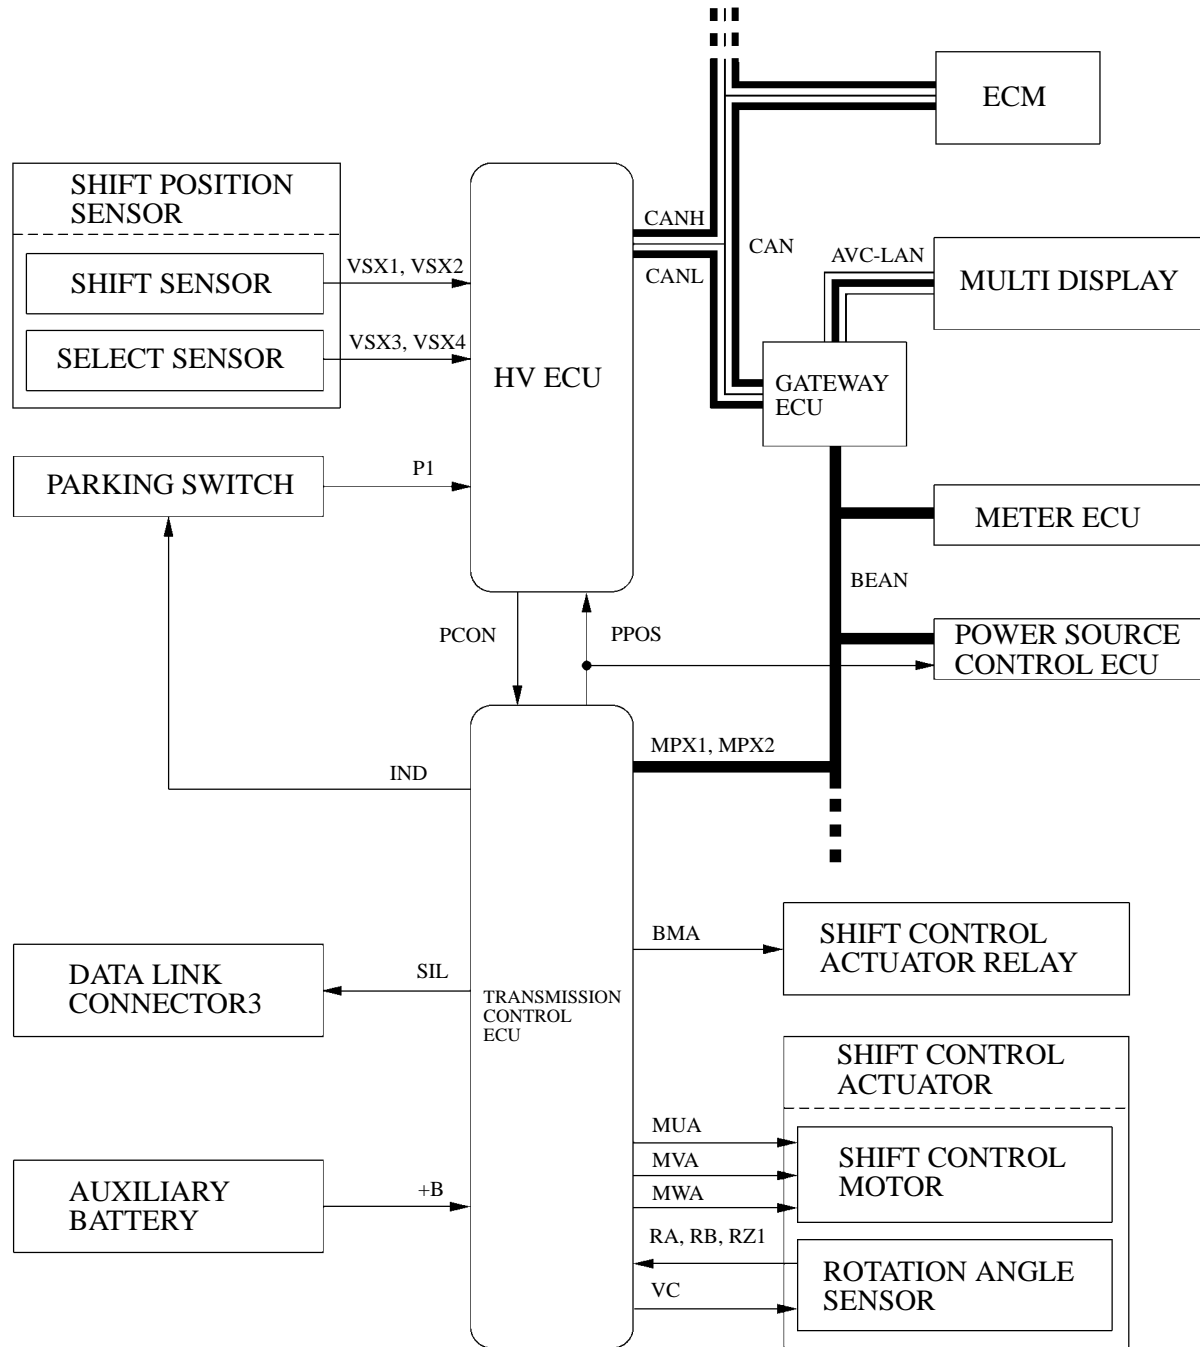 ECM
SHIFT POSITION
SENSOR
CANH
CAN
CANL
AVC-LAN
VSX1, VSX2
SHIFT SENSOR
MULTI DISPLAY
VSX3, VSX4
SELECT SENSOR
HV ECU
GATEWAY
ECU
P1
PARKING SWITCH
METER ECU
BEAN
PCON
PPOS
POWER SOURCE
CONTROL ECU
MPX1, MPX2
IND
BMA
SHIFT CONTROL
ACTUATOR RELAY
SIL
DATA LINK
CONNECTOR3
TRANSMISSION
CONTROL
ECU
SHIFT CONTROL
ACTUATOR
MUA
MVA
MWA
SHIFT CONTROL
MOTOR
+B
AUXILIARY
BATTERY
RA, RB, RZ1
VC
ROTATION ANGLE
SENSOR